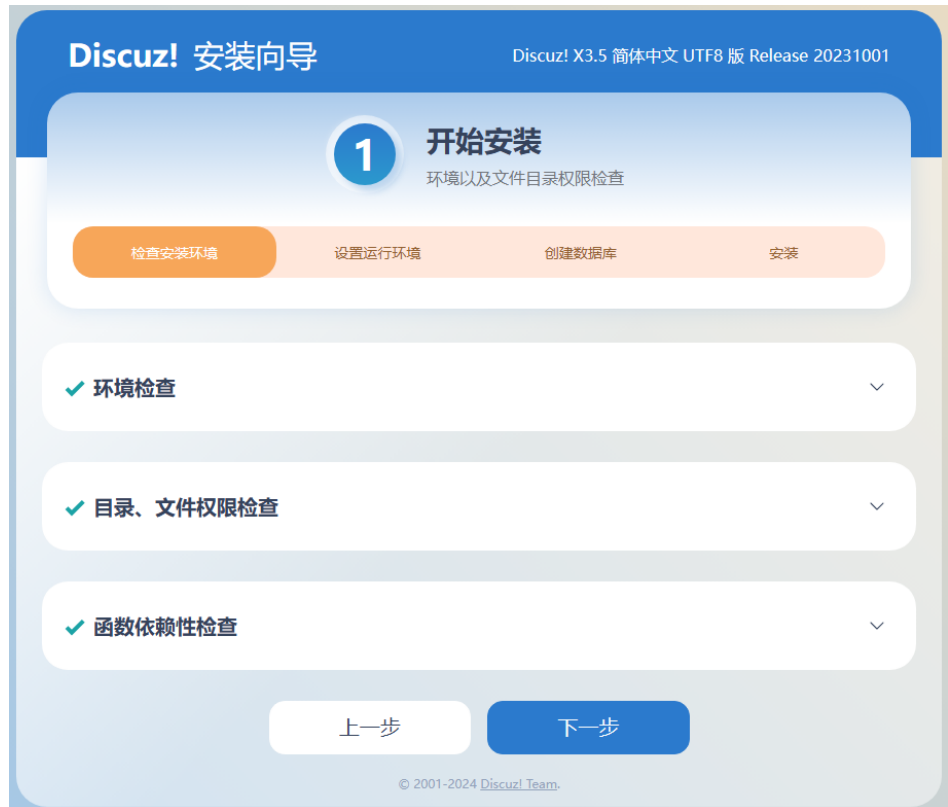 Discuz! 安装向导
Discuz! X3.5 简体中文 UTF8 版 Release 20231001
1
开始安装
环境以及文件目录权限检查
检查安装环境 设置运行环境 创建数据库 安装
环境检查
目录、文件权限检查
函数依赖性检查
上一步 下一步
© 2001-2024 Discuz! Team.